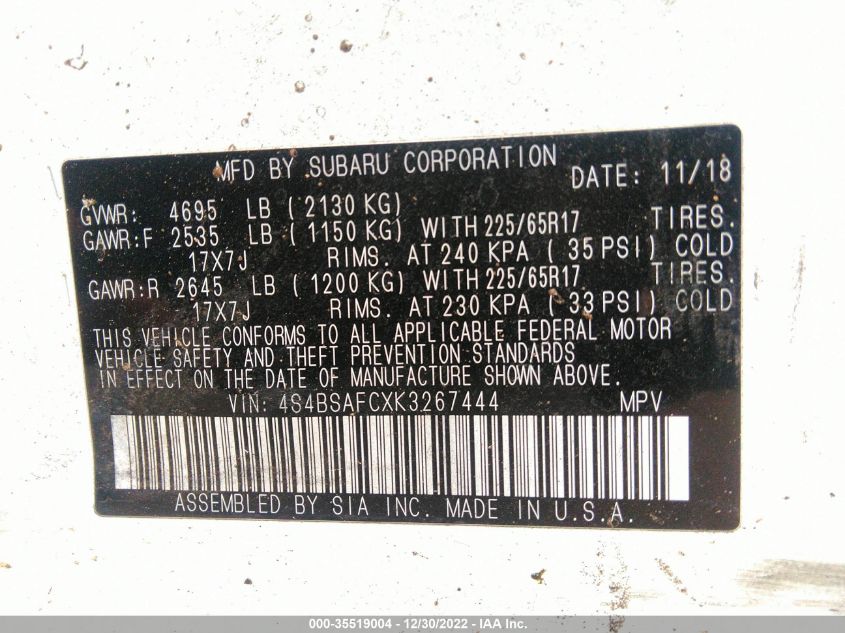 MFD BY SUBARU CORPORATION DATE: 11/18
GVWR: 4695 LB ( 2130 KG)
GAWR:F 2535 LB ( 1150 KG) WITH 225/65R17 TIRES.
17X7J RIMS. AT 240 KPA ( 35 PSI) COLD
GAWR:R 2645 LB ( 1200 KG) WITH 225/65R17 TIRES.
17X7J RIMS. AT 230 KPA ( 33 PSI) COLD
THIS VEHICLE CONFORMS TO ALL APPLICABLE FEDERAL MOTOR
VEHICLE SAFETY AND THEFT PREVENTION STANDARDS
IN EFFECT ON THE DATE OF MANUFACTURE SHOWN ABOVE.
VIN: 4S4BSAFCXK3267444 MPV
ASSEMBLED BY SIA INC. MADE IN U.S.A.
000-35519004 - 12/30/2022 - IAA Inc.